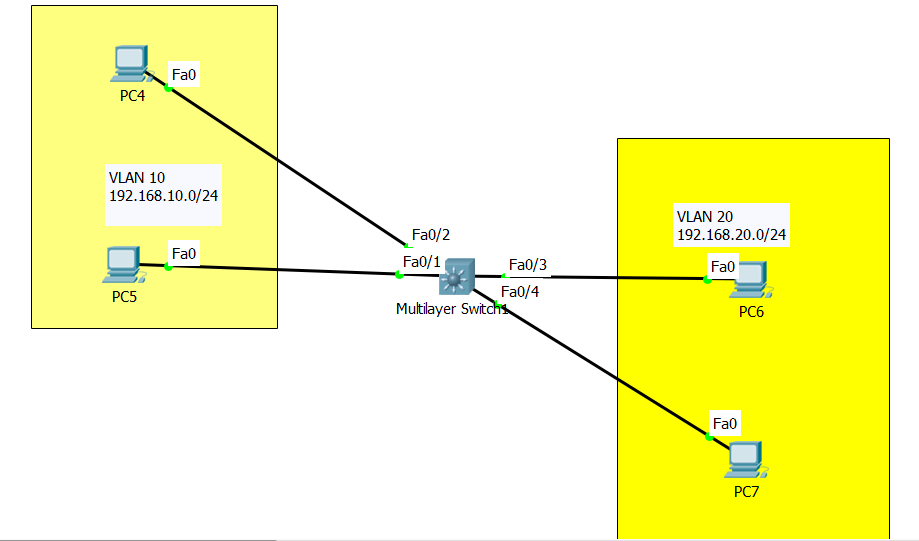 Fa0
PC4
VLAN 10
192.168.10.0/24
Fa0
PC5
Fa0/2
Fa0/1
Fa0/3
Fa0/4
Multilayer Switch1
VLAN 20
192.168.20.0/24
Fa0
PC6
Fa0
PC7